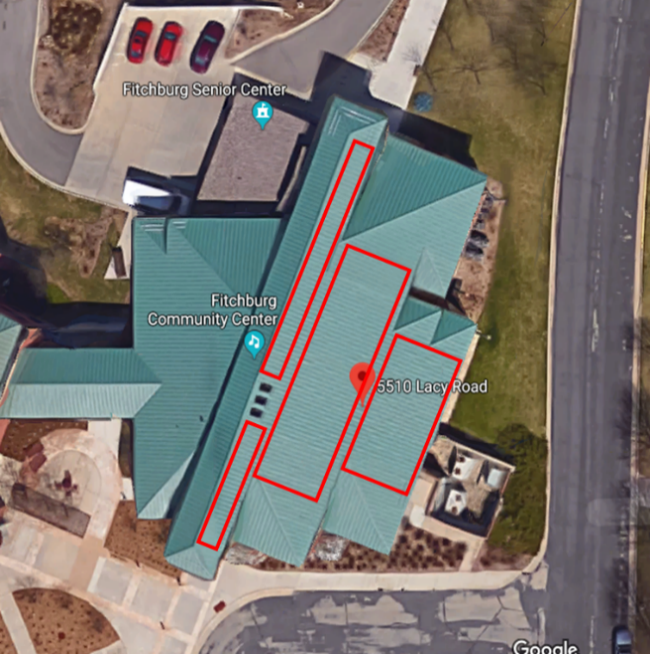 Fitchburg Senior Center
Fitchburg
Community Center
5510 Lacy Road
Google